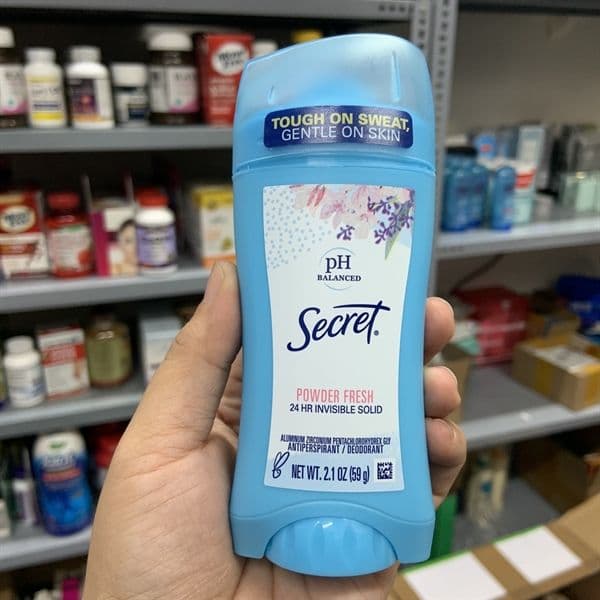 TOUGH ON SWEAT,
GENTLE ON SKIN
pH
BALANCED
Secret®
POWDER FRESH
24 HR INVISIBLE SOLID
ALUMINUM ZIRCONIUM PENTACHLOROHYDREX GLY
ANTIPERSPIRANT / DEODORANT
B NET WT. 2.1 OZ (59 g)